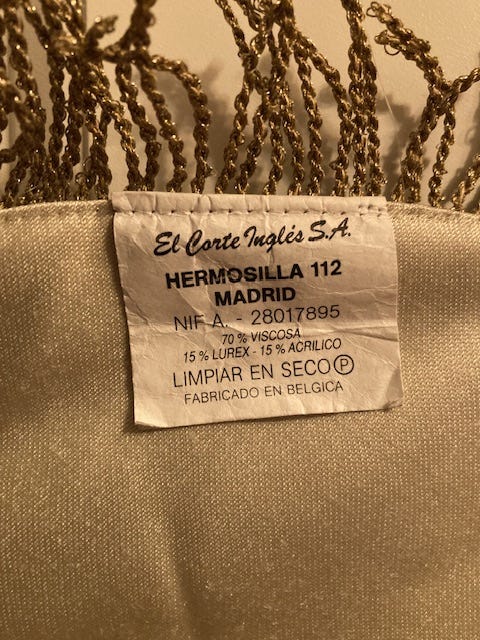 El Corte Inglés S.A.
HERMOSILLA 112
MADRID
NIF A. - 28017895
70 % VISCOSA
15 % LUREX - 15 % ACRILICO
LIMPIAR EN SECO Ⓟ
FABRICADO EN BELGICA